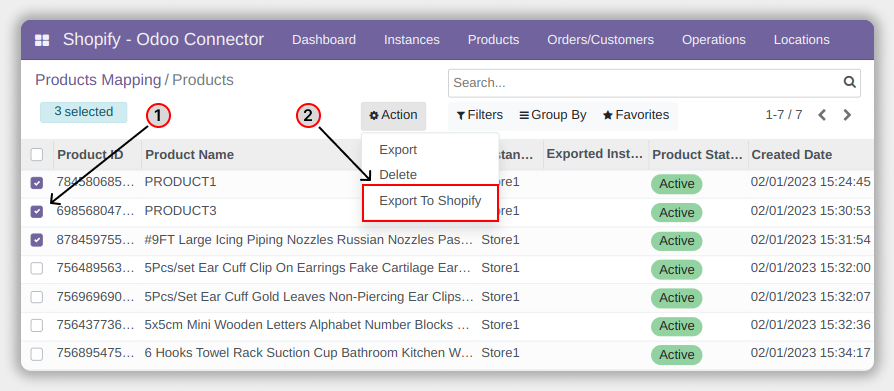 Shopify - Odoo Connector Dashboard Instances Products Orders/Customers Operations Locations
Products Mapping / Products
Search...
3 selected
1
2
Action
Filters Group By Favorites
1-7 / 7
Export
Delete
Export To Shopify
Product ID Product Name stan... Exported Inst... Product Stat... Created Date
784580685... PRODUCT1 re1 Active 02/01/2023 15:24:45
698568047... PRODUCT3 re1 Active 02/01/2023 15:30:53
878459755... #9FT Large Icing Piping Nozzles Russian Nozzles Pas... Store1 Active 02/01/2023 15:31:54
756489563... 5Pcs/set Ear Cuff Clip On Earrings Fake Cartilage Ear... Store1 Active 02/01/2023 15:32:00
756969690... 5Pcs/Set Ear Cuff Gold Leaves Non-Piercing Ear Clips... Store1 Active 02/01/2023 15:32:07
756437736... 5x5cm Mini Wooden Letters Alphabet Number Blocks ... Store1 Active 02/01/2023 15:32:36
756895475... 6 Hooks Towel Rack Suction Cup Bathroom Kitchen W... Store1 Active 02/01/2023 15:34:17